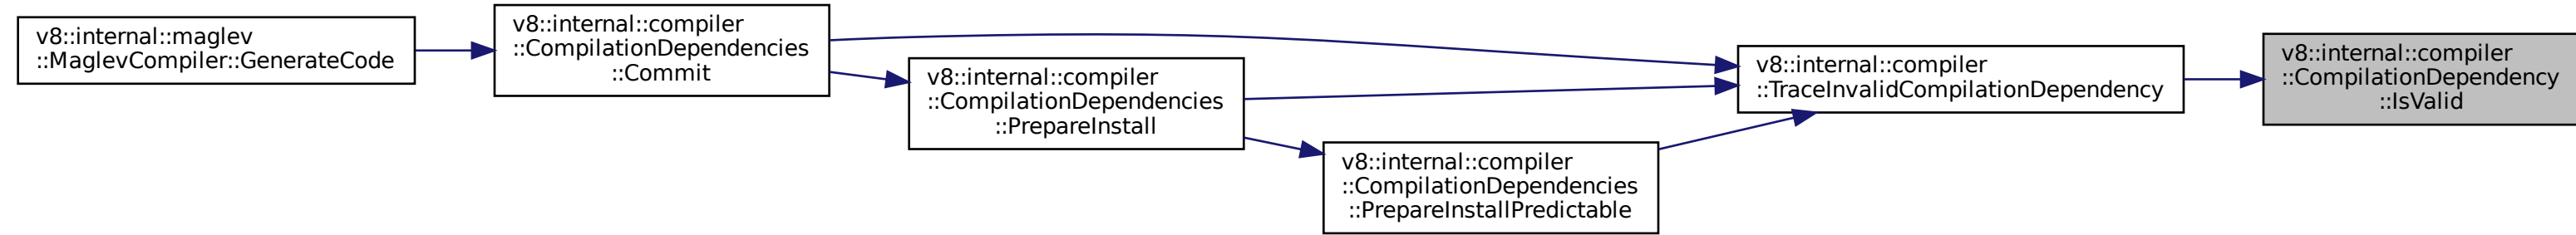 v8::internal::maglev
::MaglevCompiler::GenerateCode
v8::internal::compiler
::CompilationDependencies
::Commit
v8::internal::compiler
::CompilationDependencies
::PrepareInstall
v8::internal::compiler
::CompilationDependencies
::PrepareInstallPredictable
v8::internal::compiler
::TraceInvalidCompilationDependency
v8::internal::compiler
::CompilationDependency
::IsValid